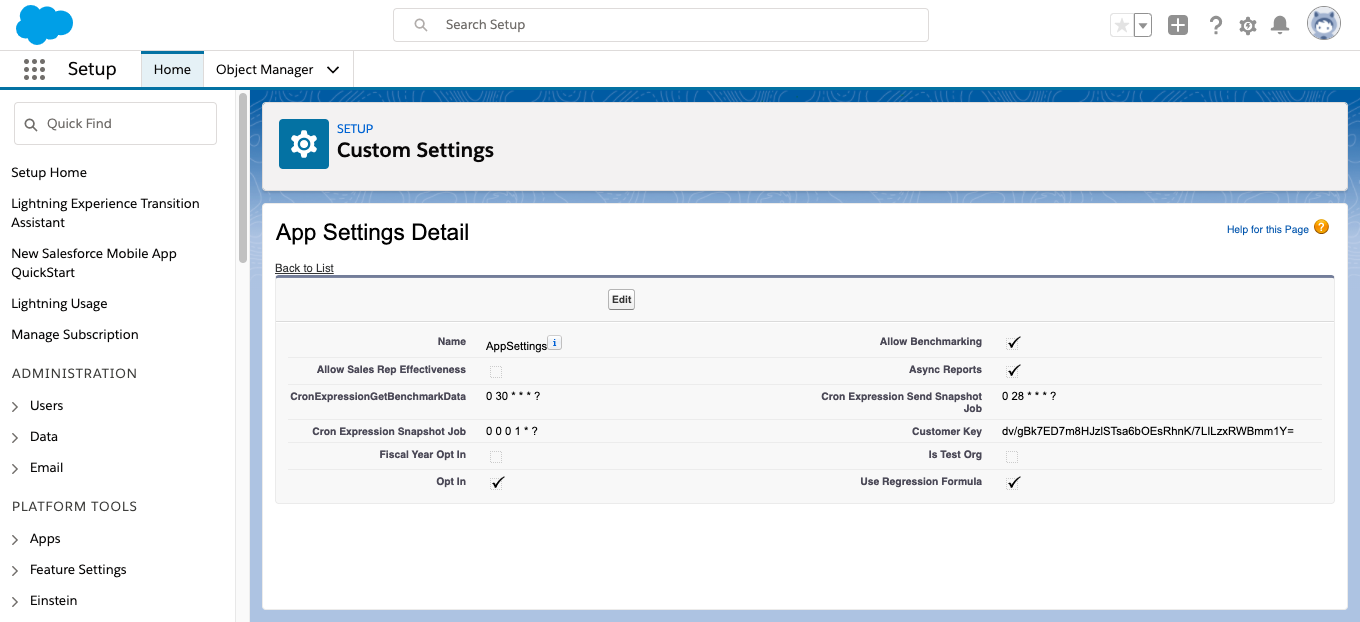 Search Setup
Setup
Home
Object Manager
Quick Find
Setup Home
Lightning Experience Transition
Assistant
New Salesforce Mobile App
QuickStart
Lightning Usage
Manage Subscription
ADMINISTRATION
Users
Data
Email
PLATFORM TOOLS
Apps
Feature Settings
Einstein
SETUP
Custom Settings
App Settings Detail
Help for this Page
Back to List
Edit
Name AppSettings
Allow Benchmarking
Allow Sales Rep Effectiveness
Async Reports
CronExpressionGetBenchmarkData 0 30 * * * ?
Cron Expression Send Snapshot
Job 0 28 * * * ?
Cron Expression Snapshot Job 0 0 0 1 * ?
Customer Key dv/gBk7ED7m8HJzISTsa6bOEsRhnK/7LILzxRWBmm1Y=
Fiscal Year Opt In
Is Test Org
Opt In
Use Regression Formula